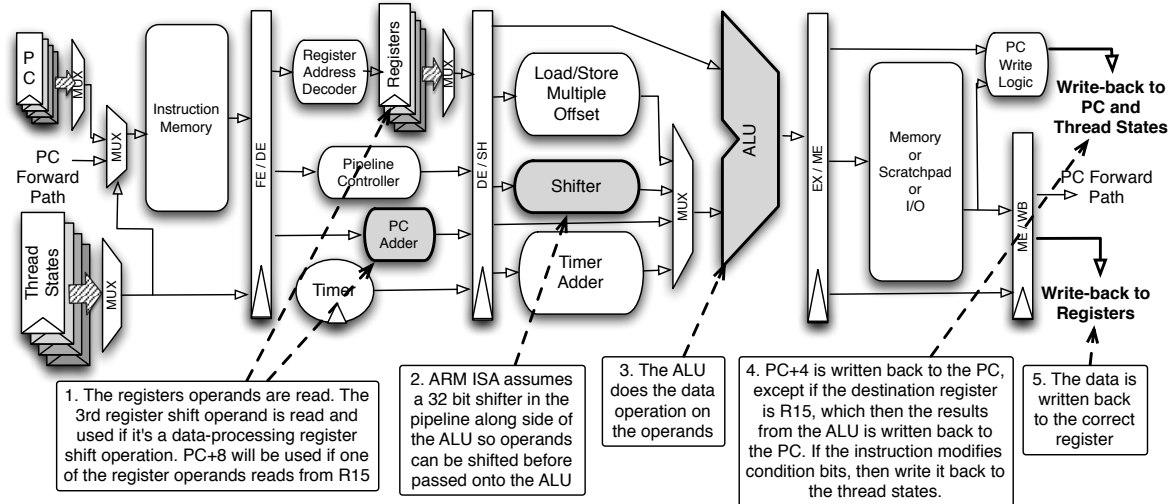 PC
MUX
MUX
PC
Forward
Path
Thread
States
MUX
Instruction
Memory
FE / DE
Register
Address
Decoder
Registers
MUX
Pipeline
Controller
PC
Adder
Timer
DE / SH
Load/Store
Multiple
Offset
Shifter
Timer
Adder
MUX
ALU
EX / ME
Memory
or
Scratchpad
or
I/O
PC
Write
Logic
ME / WB
Write-back to
PC and
Thread States
PC Forward
Path
Write-back to
Registers
1. The registers operands are read. The
3rd register shift operand is read and
used if it's a data-processing register
shift operation. PC+8 will be used if one
of the register operands reads from R15
2. ARM ISA assumes
a 32 bit shifter in the
pipeline along side of
the ALU so operands
can be shifted before
passed onto the ALU
3. The ALU
does the data
operation on
the operands
4. PC+4 is written back to the PC,
except if the destination register
is R15, which then the results
from the ALU is written back to
the PC. If the instruction modifies
condition bits, then write it back to
the thread states.
5. The data is
written back
to the correct
register